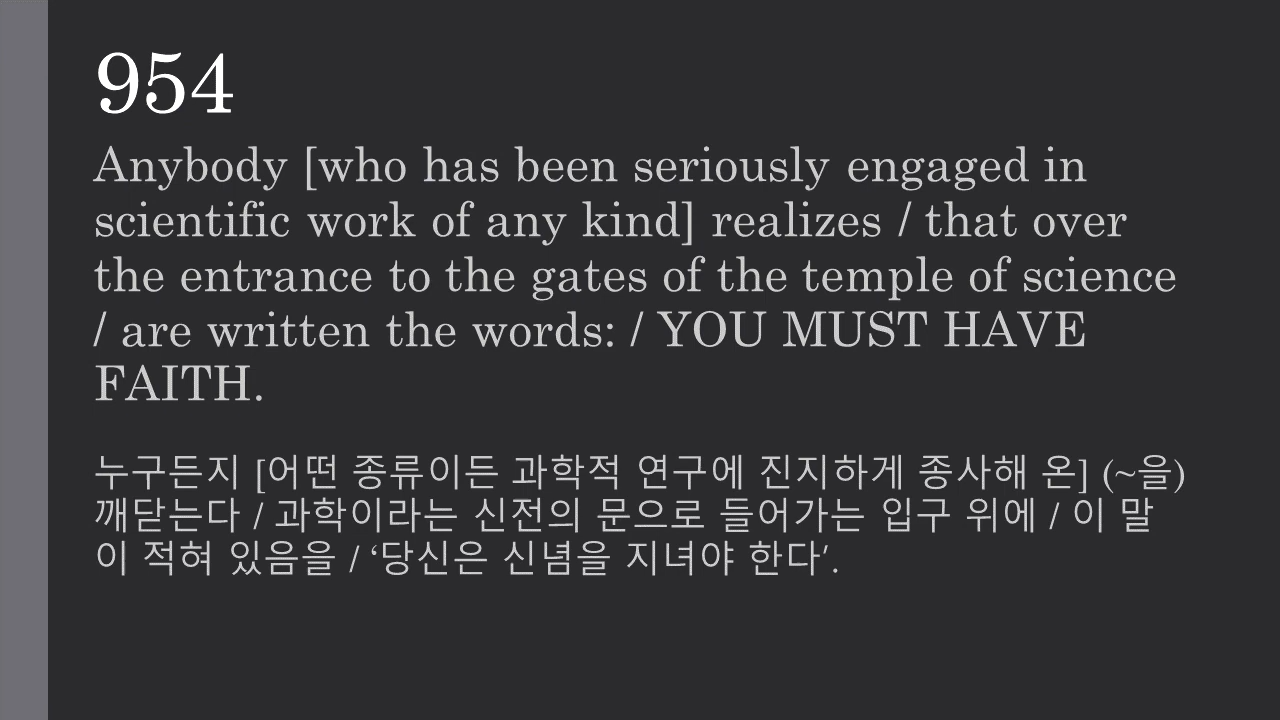 954
Anybody [who has been seriously engaged in
scientific work of any kind] realizes / that over
the entrance to the gates of the temple of science
/ are written the words: / YOU MUST HAVE
FAITH.
누구든지 [어떤 종류이든 과학적 연구에 진지하게 종사해 온] (~을)
깨닫는다 / 과학이라는 신전의 문으로 들어가는 입구 위에 / 이 말
이 적혀 있음을 / ‘당신은 신념을 지녀야 한다’.